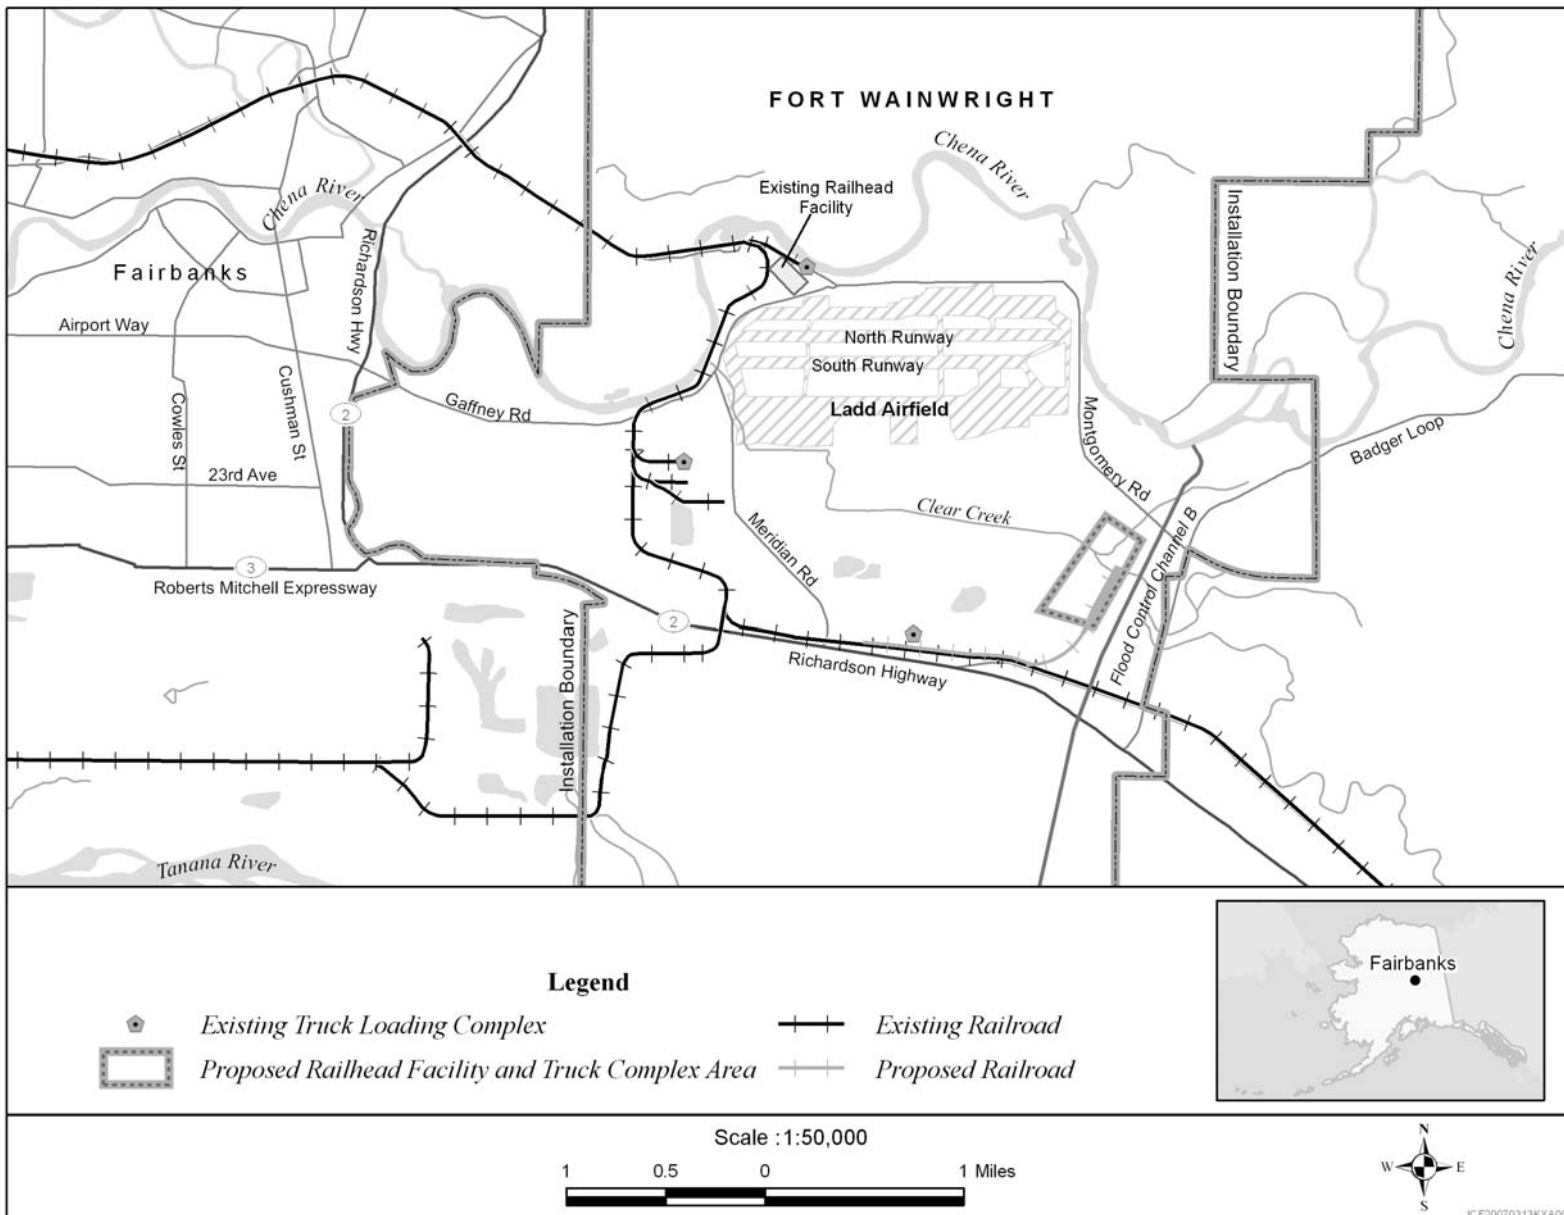 FORT WAINWRIGHT
Chena River
Existing Railhead
Facility
Chena River
Fairbanks
Richardson Hwy
Installation Boundary
Chena River
Airport Way
North Runway
South Runway
Ladd Airfield
Cowles St
Cushman St
2
Gaffney Rd
Montgomery Rd
Badger Loop
23rd Ave
Clear Creek
Meridian Rd
Flood Control Channel B
3
Roberts Mitchell Expressway
2
Richardson Highway
Installation Boundary
Tanana River
Legend
Existing Truck Loading Complex
Existing Railroad
Proposed Railhead Facility and Truck Complex Area
Proposed Railroad
Fairbanks
Scale :1:50,000
1 0.5 0 1 Miles
N
W E
S